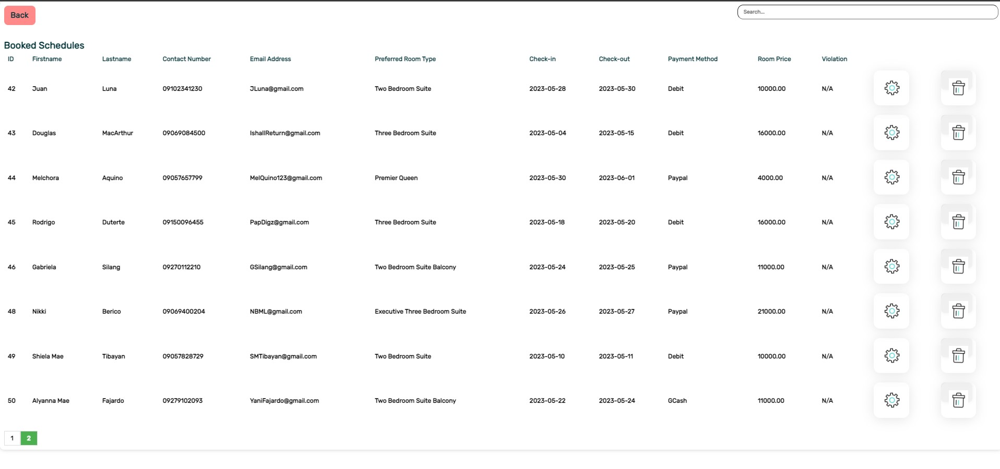 Back
Search...
Booked Schedules
ID Firstname Lastname Contact Number Email Address Preferred Room Type Check-in Check-out Payment Method Room Price Violation
42 Juan Luna 09102341230 JLuna@gmail.com Two Bedroom Suite 2023-05-28 2023-05-30 Debit 10000.00 N/A
43 Douglas MacArthur 09069084500 IshallReturn@gmail.com Three Bedroom Suite 2023-05-04 2023-05-15 Debit 16000.00 N/A
44 Melchora Aquino 09057657799 MelQuino123@gmail.com Premier Queen 2023-05-30 2023-06-01 Paypal 4000.00 N/A
45 Rodrigo Duterte 09150096455 PapDigz@gmail.com Three Bedroom Suite 2023-05-18 2023-05-20 Debit 16000.00 N/A
46 Gabriela Silang 09270112210 GSilang@gmail.com Two Bedroom Suite Balcony 2023-05-24 2023-05-25 Paypal 11000.00 N/A
48 Nikki Berico 09069400204 NBML@gmail.com Executive Three Bedroom Suite 2023-05-26 2023-05-27 Paypal 21000.00 N/A
49 Shiela Mae Tibayan 09057828729 SMTibayan@gmail.com Two Bedroom Suite 2023-05-10 2023-05-11 Debit 10000.00 N/A
50 Alyanna Mae Fajardo 09279102093 YaniFajardo@gmail.com Two Bedroom Suite Balcony 2023-05-22 2023-05-24 GCash 11000.00 N/A
1 2